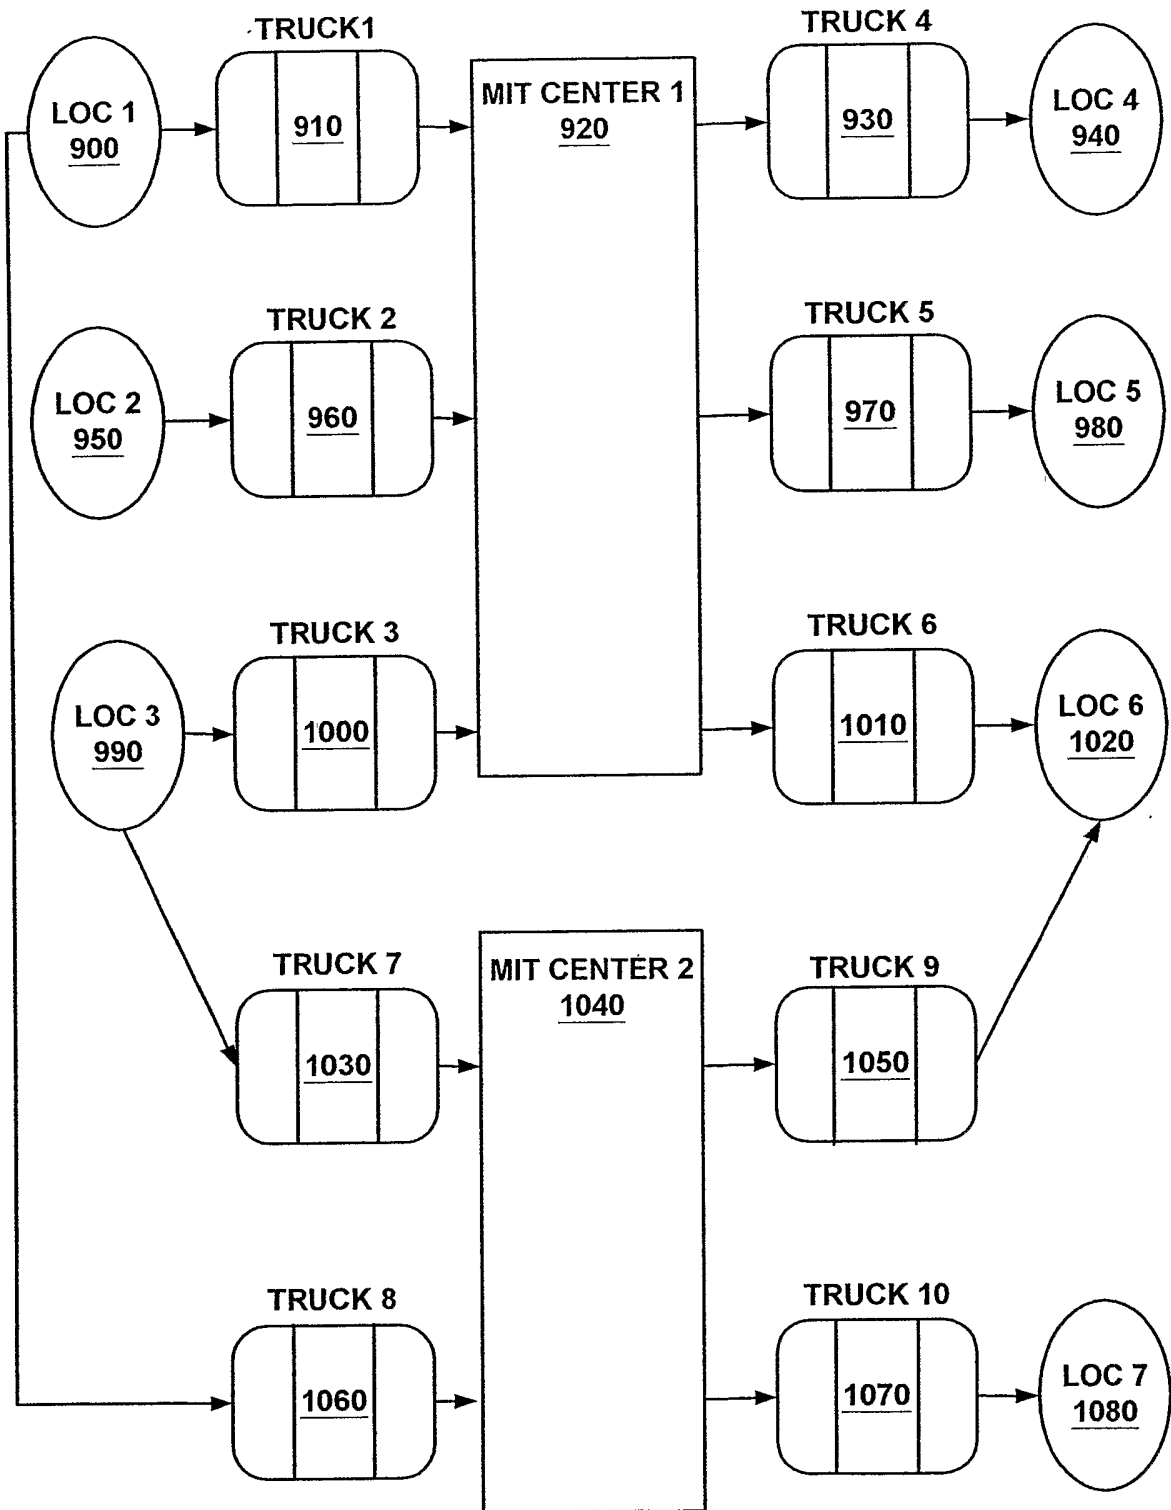 TRUCK1
TRUCK 4
LOC 1
900
910
MIT CENTER 1
920
930
LOC 4
940
TRUCK 2
TRUCK 5
LOC 2
950
960
970
LOC 5
980
TRUCK 3
TRUCK 6
LOC 3
990
1000
1010
LOC 6
1020
TRUCK 7
MIT CENTER 2
1040
TRUCK 9
1030
1050
TRUCK 8
TRUCK 10
1060
1070
LOC 7
1080